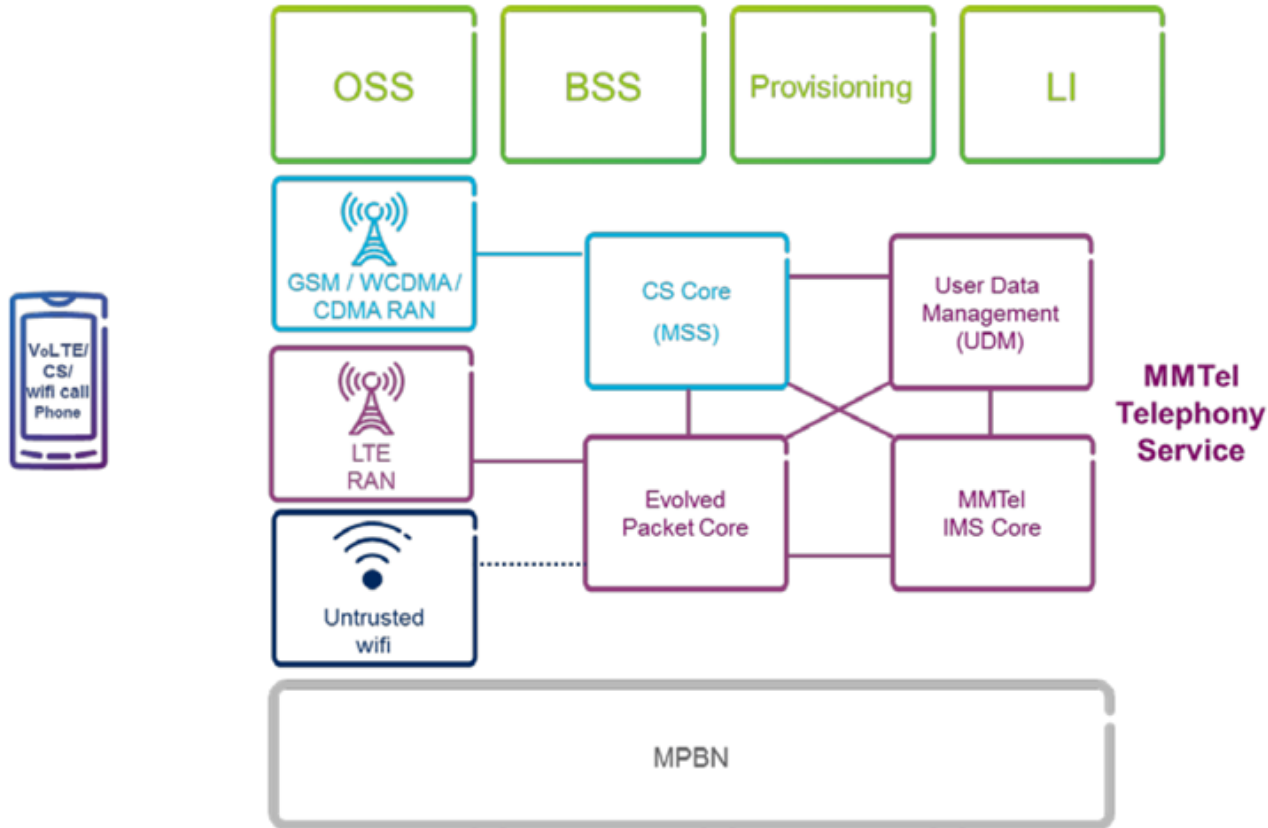 OSS
BSS
Provisioning
LI
GSM / WCDMA /
CDMA RAN
CS Core
(MSS)
User Data
Management
(UDM)
VoLTE/
CS/
wifi call
Phone
LTE
RAN
MMTel
Telephony
Service
Evolved
Packet Core
MMTel
IMS Core
Untrusted
wifi
MPBN